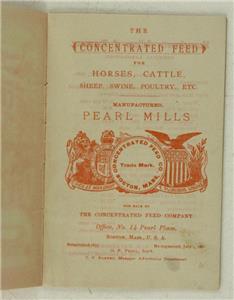 THE
CONCENTRATED FEED
FOR
HORSES, CATTLE,
SHEEP, SWINE, POULTRY, ETC.
MANUFACTURED,
PEARL MILLS
CONCENTRATED FEED CO.
Trade Mark.
BOSTON, MASS.
FOR SALE BY
THE CONCENTRATED FEED COMPANY
Office, No. 14 Pearl Place,
BOSTON, MASS., U. S. A.